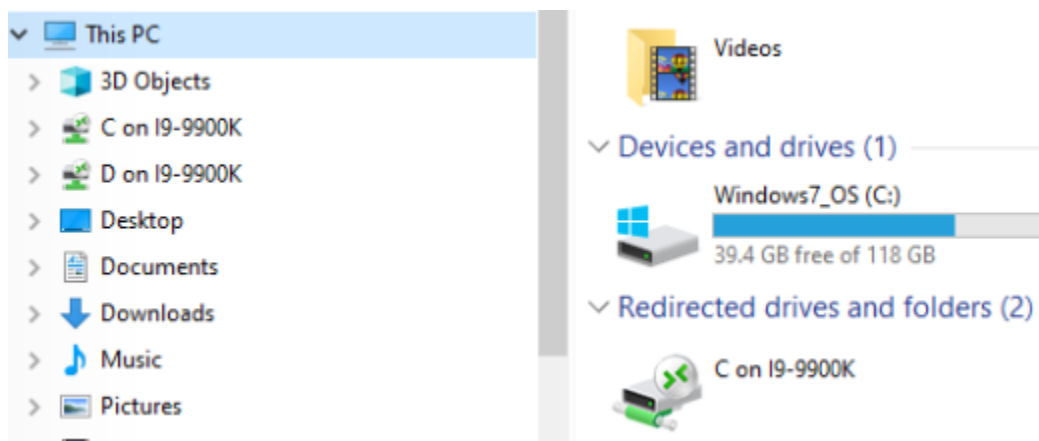 This PC
3D Objects
C on I9-9900K
D on I9-9900K
Desktop
Documents
Downloads
Music
Pictures
Videos
Devices and drives (1)
Windows7_OS (C:)
39.4 GB free of 118 GB
Redirected drives and folders (2)
C on I9-9900K